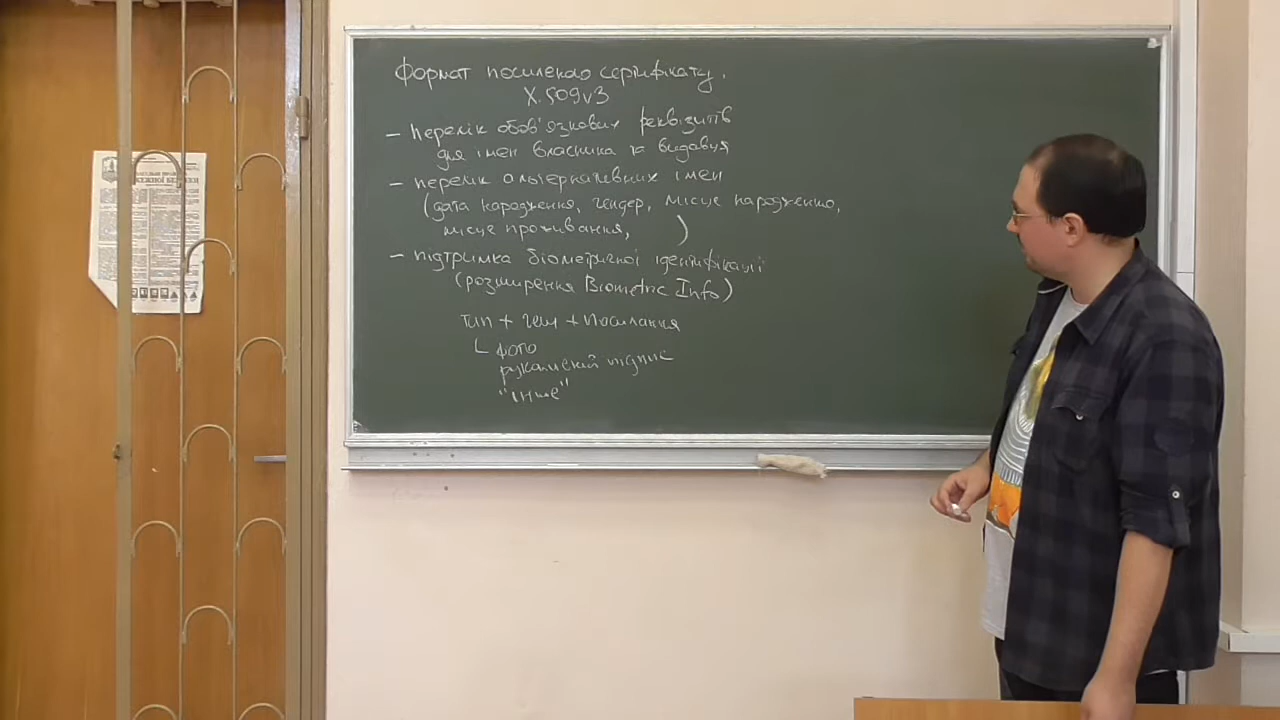 Формат посиленого сертифікату.
X.509v3
– перелік обов'язкових реквізитів
для імен власника та видавця
– перелік альтернативних імен
(дата народження, гендер, місце народження,
місце проживання, )
– підтримка біометричної ідентифікації
(розширення Biometric Info)
тип + геш + посилання
фото
рукописний підпис
"інше"